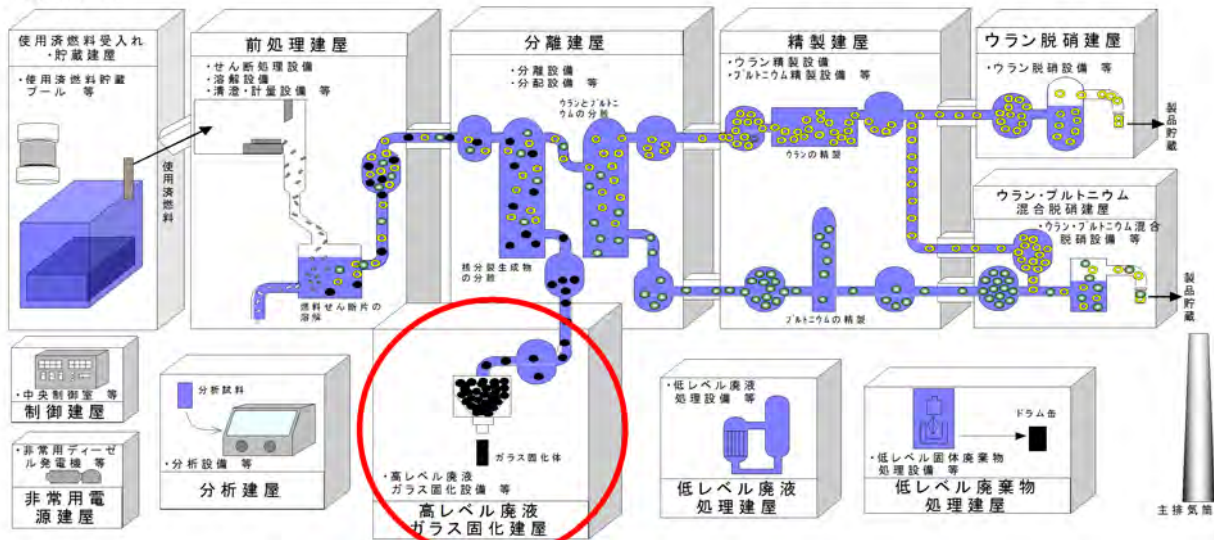 使用済燃料受入れ
・貯蔵建屋
・使用済燃料貯蔵
プール 等
使用済燃料
前処理建屋
・せん断処理設備
・溶解設備
・清澄・計量設備 等
燃料せん断片の
溶解
分離建屋
・分離設備
・分配設備 等
ウランとプルトニ
ウムの分離
核分裂生成物
の分離
精製建屋
・ウラン精製設備
・プルトニウム精製設備 等
ウランの精製
プルトニウムの精製
ウラン脱硝建屋
・ウラン脱硝設備 等
製品貯蔵
ウラン・プルトニウム
混合脱硝建屋
・ウラン・プルトニウム混合
脱硝設備 等
製品貯蔵
・中央制御室 等
制御建屋
・非常用ディーゼ
ル発電機 等
非常用電
源建屋
分析試料
・分析設備 等
分析建屋
ガラス固化体
・高レベル廃液
ガラス固化設備 等
高レベル廃液
ガラス固化建屋
・低レベル廃液
処理設備 等
低レベル廃液
処理建屋
ドラム缶
・低レベル固体廃棄物
処理設備 等
低レベル廃棄物
処理建屋
主排気筒